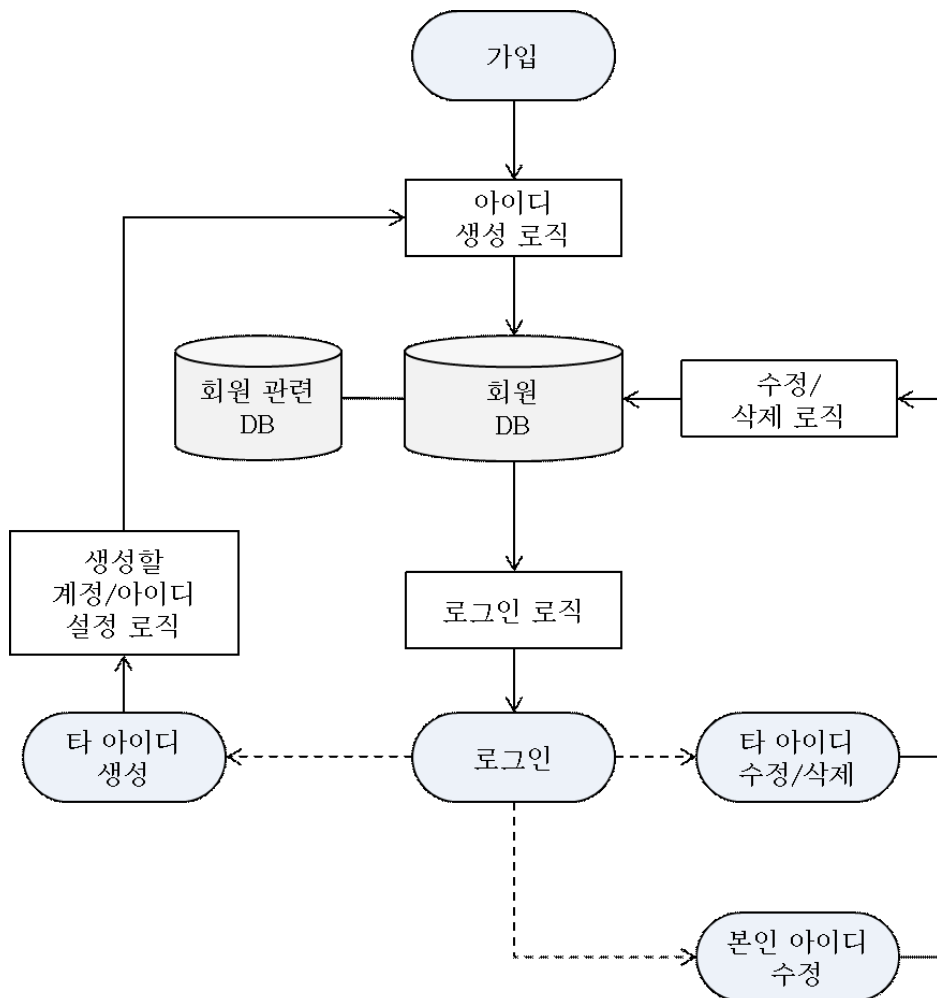 가입
아이디
생성 로직
회원 관련
DB
회원
DB
수정/
삭제 로직
생성할
계정/아이디
설정 로직
로그인 로직
타 아이디
생성
로그인
타 아이디
수정/삭제
본인 아이디
수정